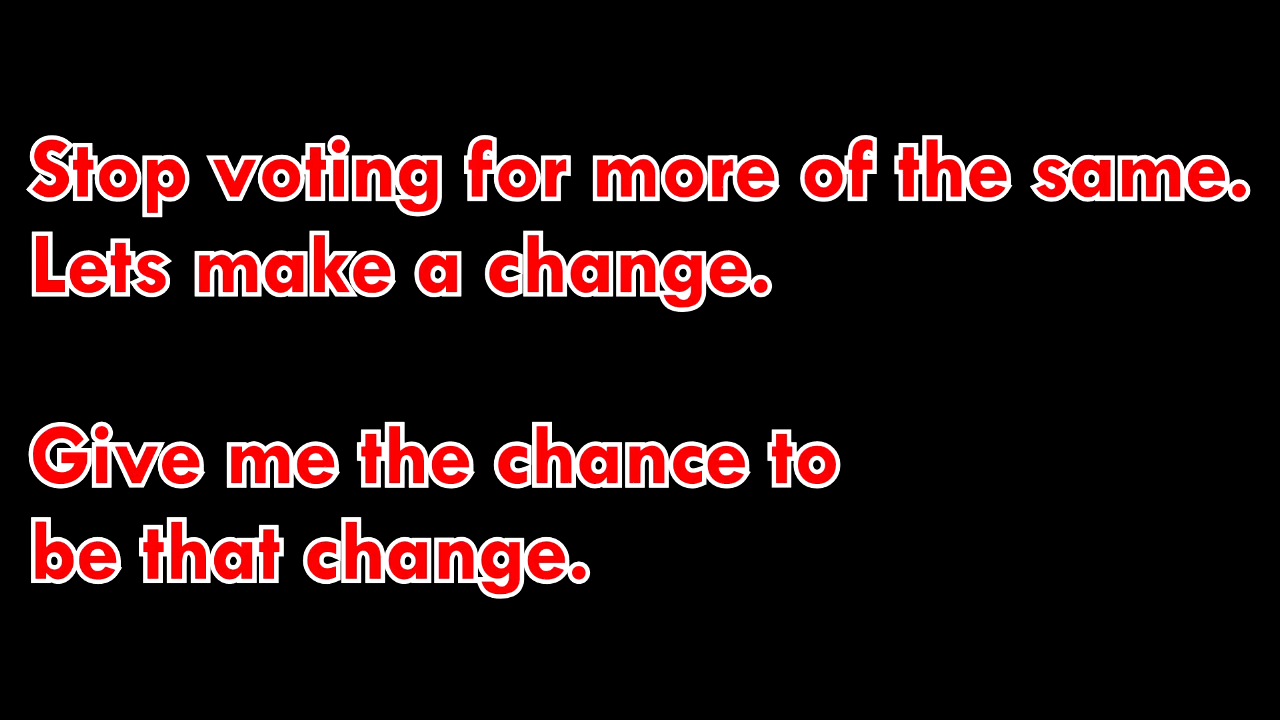 Stop voting for more of the same.
Lets make a change.
Give me the chance to
be that change.